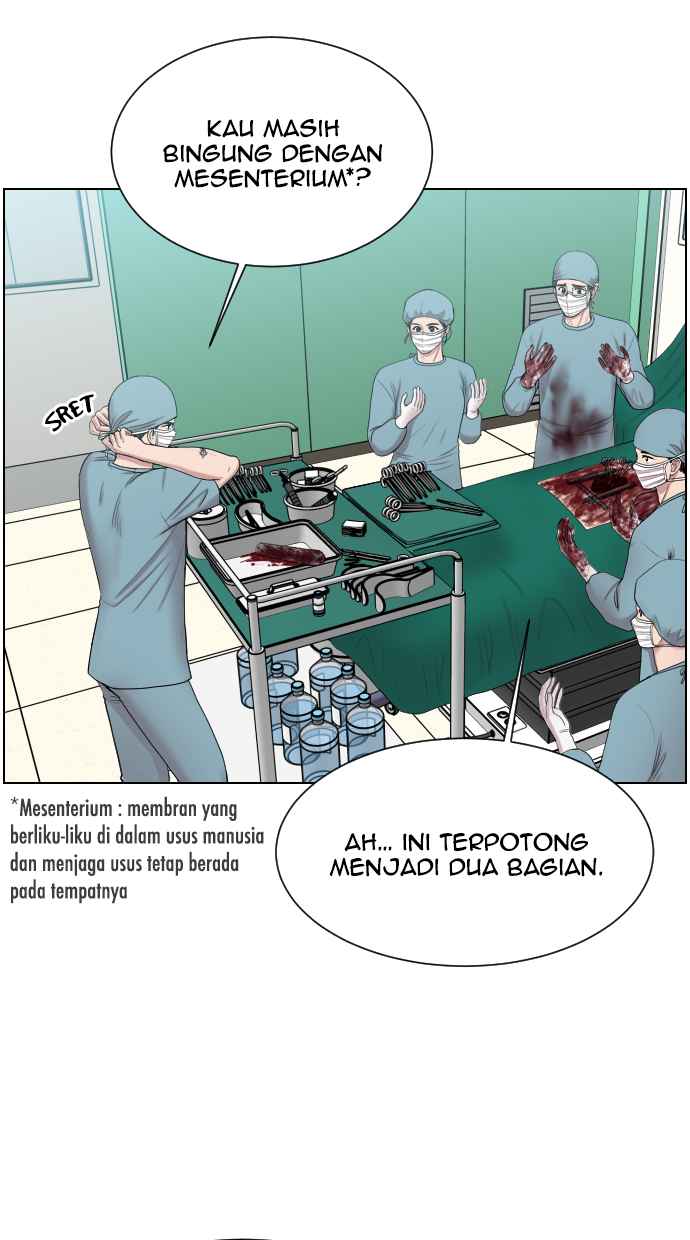 KAU MASIH
BINGUNG DENGAN
MESENTERIUM*?
SRET
*Mesenterium : membran yang
berliku-liku di dalam usus manusia
dan menjaga usus tetap berada
pada tempatnya
AH... INI TERPOTONG
MENJADI DUA BAGIAN.